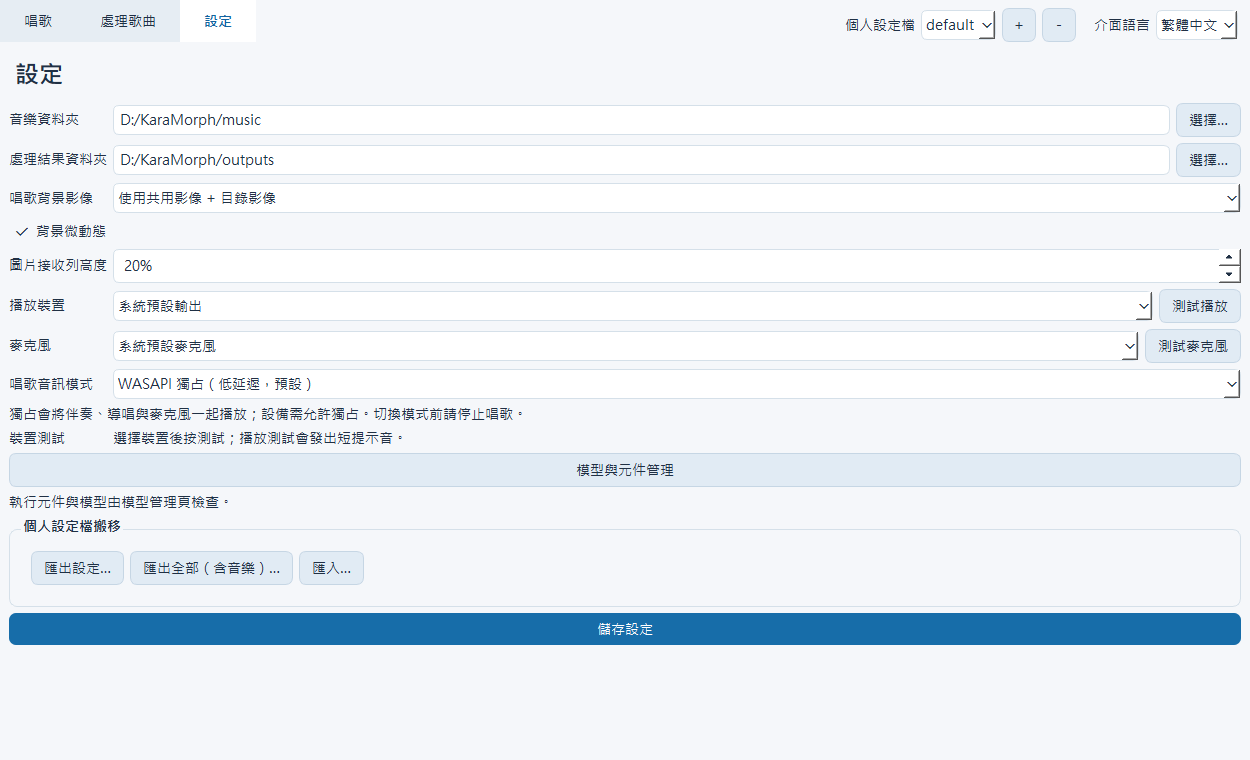 唱歌 處理歌曲 設定 個人設定檔 default + - 介面語言 繁體中文
設定
音樂資料夾 D:/KaraMorph/music 選擇...
處理結果資料夾 D:/KaraMorph/outputs 選擇...
唱歌背景影像 使用共用影像 + 目錄影像
背景微動態
圖片接收列高度 20%
播放裝置 系統預設輸出 測試播放
麥克風 系統預設麥克風 測試麥克風
唱歌音訊模式 WASAPI 獨占（低延遲，預設）
獨占會將伴奏、導唱與麥克風一起播放；設備需允許獨占。切換模式前請停止唱歌。
裝置測試 選擇裝置後按測試；播放測試會發出短提示音。
模型與元件管理
執行元件與模型由模型管理頁檢查。
個人設定檔搬移
匯出設定... 匯出全部（含音樂）... 匯入...
儲存設定